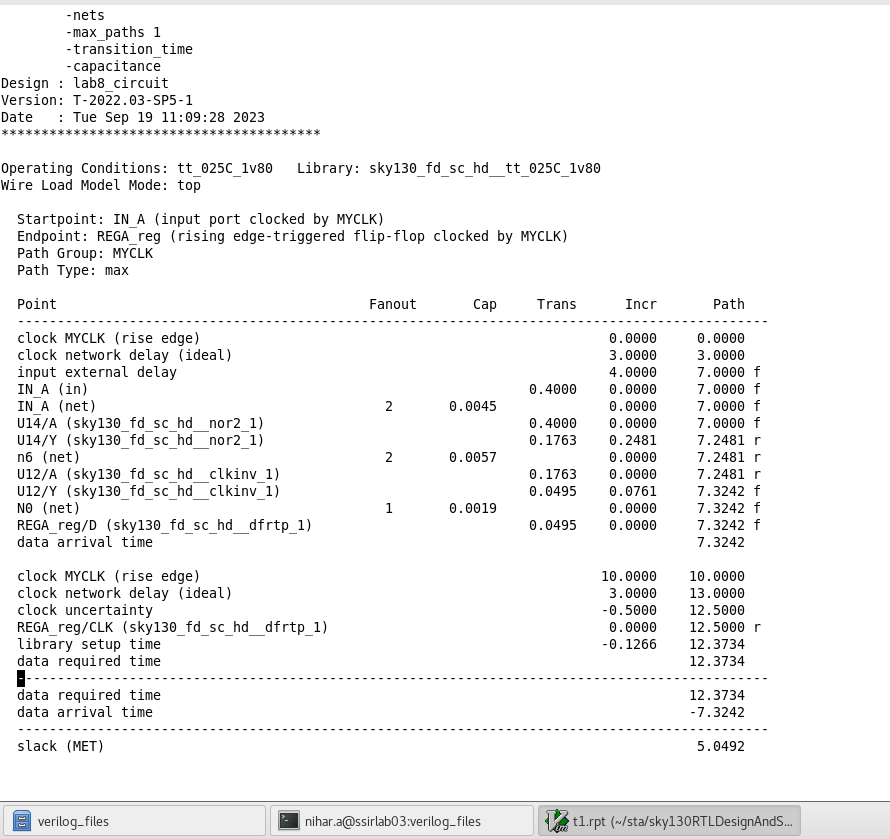 -nets
-max_paths 1
-transition_time
-capacitance
Design : lab8_circuit
Version: T-2022.03-SP5-1
Date   : Tue Sep 19 11:09:28 2023
****************************************
Operating Conditions: tt_025C_1v80   Library: sky130_fd_sc_hd__tt_025C_1v80
Wire Load Model Mode: top
Startpoint: IN_A (input port clocked by MYCLK)
Endpoint: REGA_reg (rising edge-triggered flip-flop clocked by MYCLK)
Path Group: MYCLK
Path Type: max
Point                                       Fanout       Cap     Trans      Incr       Path
----------------------------------------------------------------------------------------------
clock MYCLK (rise edge)                                                   0.0000     0.0000
clock network delay (ideal)                                               3.0000     3.0000
input external delay                                                      4.0000     7.0000 f
IN_A (in)                                                       0.4000    0.0000     7.0000 f
IN_A (net)                                    2       0.0045              0.0000     7.0000 f
U14/A (sky130_fd_sc_hd__nor2_1)                                 0.4000    0.0000     7.0000 f
U14/Y (sky130_fd_sc_hd__nor2_1)                                 0.1763    0.2481     7.2481 r
n6 (net)                                      2       0.0057              0.0000     7.2481 r
U12/A (sky130_fd_sc_hd__clkinv_1)                               0.1763    0.0000     7.2481 r
U12/Y (sky130_fd_sc_hd__clkinv_1)                               0.0495    0.0761     7.3242 f
N0 (net)                                      1       0.0019              0.0000     7.3242 f
REGA_reg/D (sky130_fd_sc_hd__dfrtp_1)                           0.0495    0.0000     7.3242 f
data arrival time                                                                    7.3242
clock MYCLK (rise edge)                                                  10.0000    10.0000
clock network delay (ideal)                                               3.0000    13.0000
clock uncertainty                                                        -0.5000    12.5000
REGA_reg/CLK (sky130_fd_sc_hd__dfrtp_1)                                   0.0000    12.5000 r
library setup time                                                       -0.1266    12.3734
data required time                                                                  12.3734
----------------------------------------------------------------------------------------------
data required time                                                                  12.3734
data arrival time                                                                   -7.3242
----------------------------------------------------------------------------------------------
slack (MET)                                                                          5.0492
verilog_files
nihar.a@ssirlab03:verilog_files
t1.rpt (~/sta/sky130RTLDesignAndS...